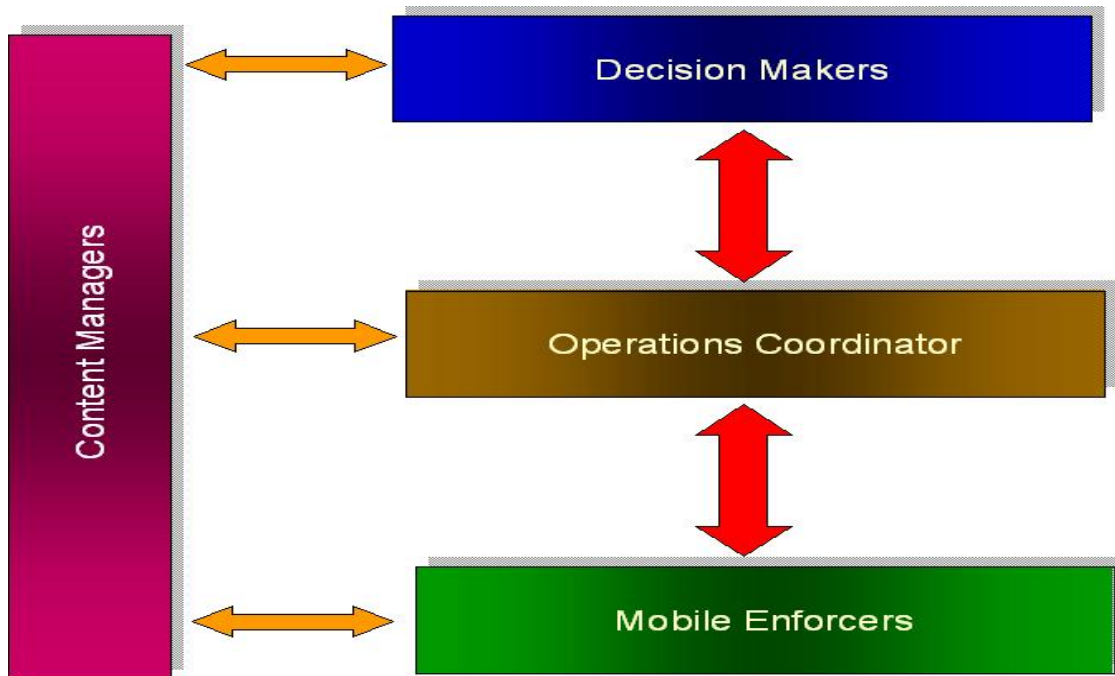 Content Managers
Decision Makers
Operations Coordinator
Mobile Enforcers